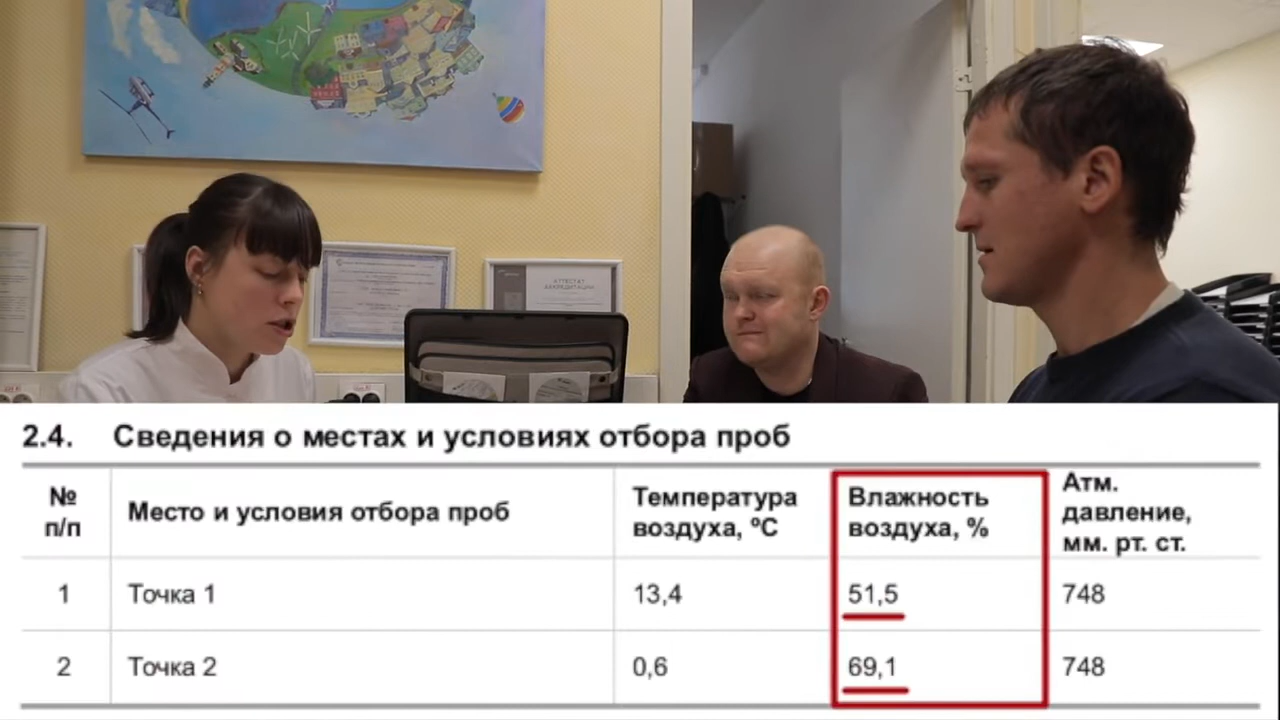 АТТЕСТАТ
АККРЕДИТАЦИИ
2.4. Сведения о местах и условиях отбора проб
№ п/п
Место и условия отбора проб
Температура
воздуха, ºС
Влажность
воздуха, %
Атм.
давление,
мм. рт. ст.
1 Точка 1 13,4 51,5 748
2 Точка 2 0,6 69,1 748